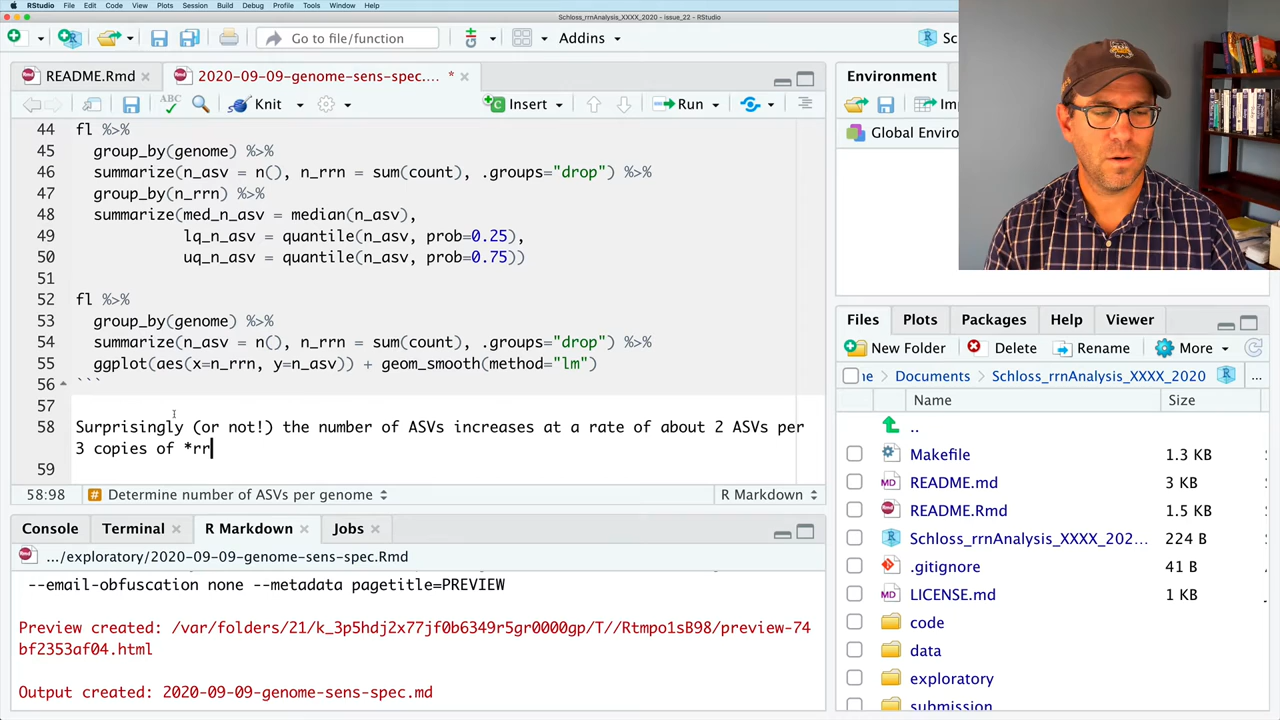 RStudio File Edit Code View Plots Session Build Debug Profile Tools Window Help
Schloss_rrnAnalysis_XXXX_2020 - issue_22 - RStudio
Go to file/function Addins Sc
README.Rmd 2020-09-09-genome-sens-spec.... *
ABC Knit Insert Run
44 fl %>%
45 group_by(genome) %>%
46 summarize(n_asv = n(), n_rrn = sum(count), .groups="drop") %>%
47 group_by(n_rrn) %>%
48 summarize(med_n_asv = median(n_asv),
49 lq_n_asv = quantile(n_asv, prob=0.25),
50 uq_n_asv = quantile(n_asv, prob=0.75))
51
52 fl %>%
53 group_by(genome) %>%
54 summarize(n_asv = n(), n_rrn = sum(count), .groups="drop") %>%
55 ggplot(aes(x=n_rrn, y=n_asv)) + geom_smooth(method="lm")
56 ```
57
58 Surprisingly (or not!) the number of ASVs increases at a rate of about 2 ASVs per
3 copies of *rr
59
58:98 # Determine number of ASVs per genome R Markdown
Console Terminal R Markdown Jobs
.../exploratory/2020-09-09-genome-sens-spec.Rmd
--email-obfuscation none --metadata pagetitle=PREVIEW
Preview created: /var/folders/21/k_3p5hdj2x77jf0b6349r5gr0000gp/T//Rtmpo1sB98/preview-74
bf2353af04.html
Output created: 2020-09-09-genome-sens-spec.md
Environment
Imp
Global Enviro
Files Plots Packages Help Viewer
New Folder Delete Rename More
me Documents Schloss_rrnAnalysis_XXXX_2020 ...
Name Size
..
Makefile 1.3 KB
README.md 3 KB
README.Rmd 1.5 KB
Schloss_rrnAnalysis_XXXX_202... 224 B
.gitignore 41 B
LICENSE.md 1 KB
code
data
exploratory
submission